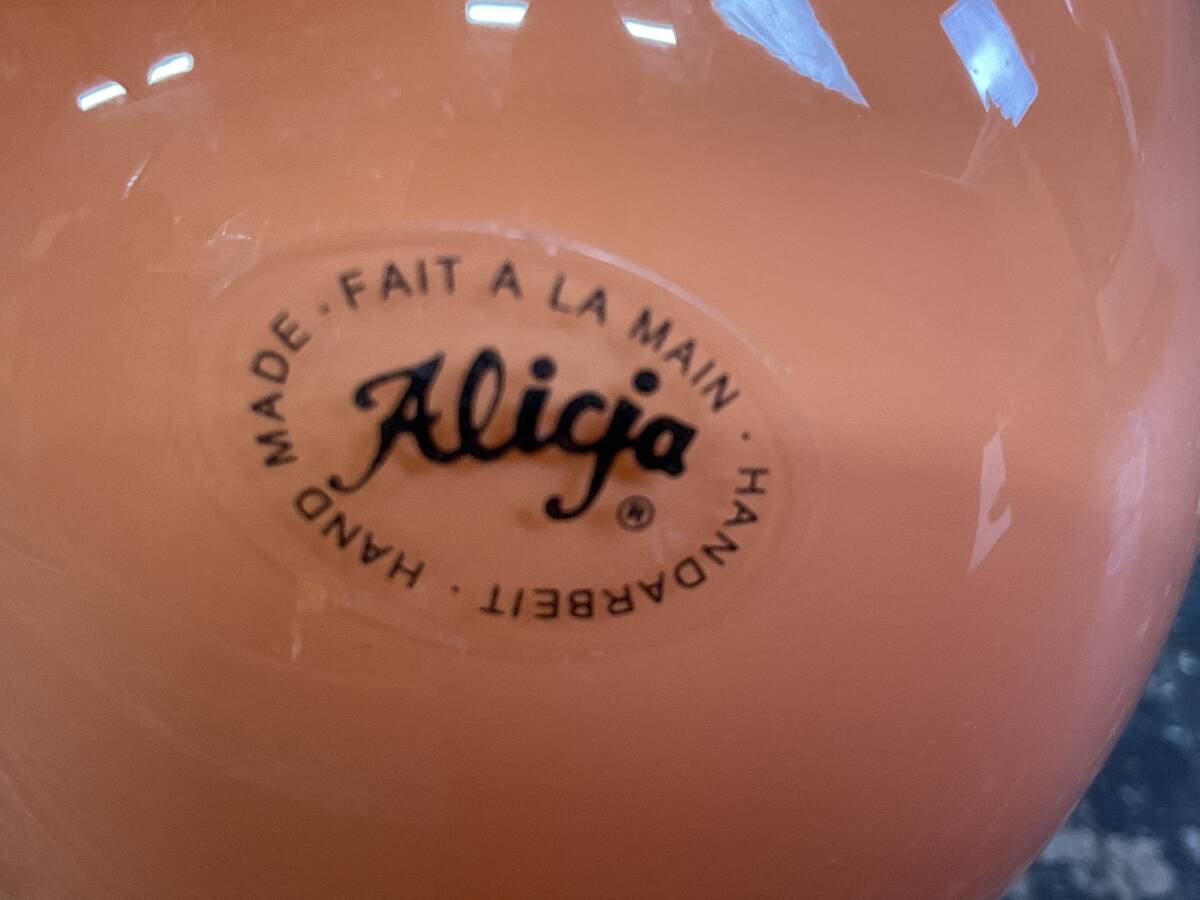 HAND MADE · FAIT A LA MAIN · HANDARBEIT ·
Alicja ®